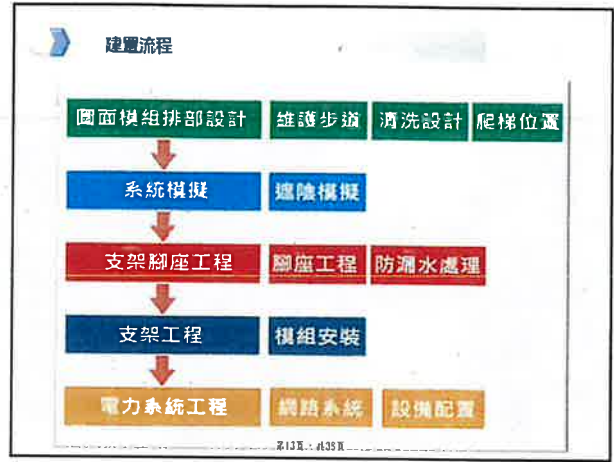 建置流程
圖面模組排部設計 維護步道 清洗設計 爬梯位置
系統模擬 遮陰模擬
支架腳座工程 腳座工程 防漏水處理
支架工程 模組安裝
電力系統工程 網路系統 設備配置
第13頁，共38頁